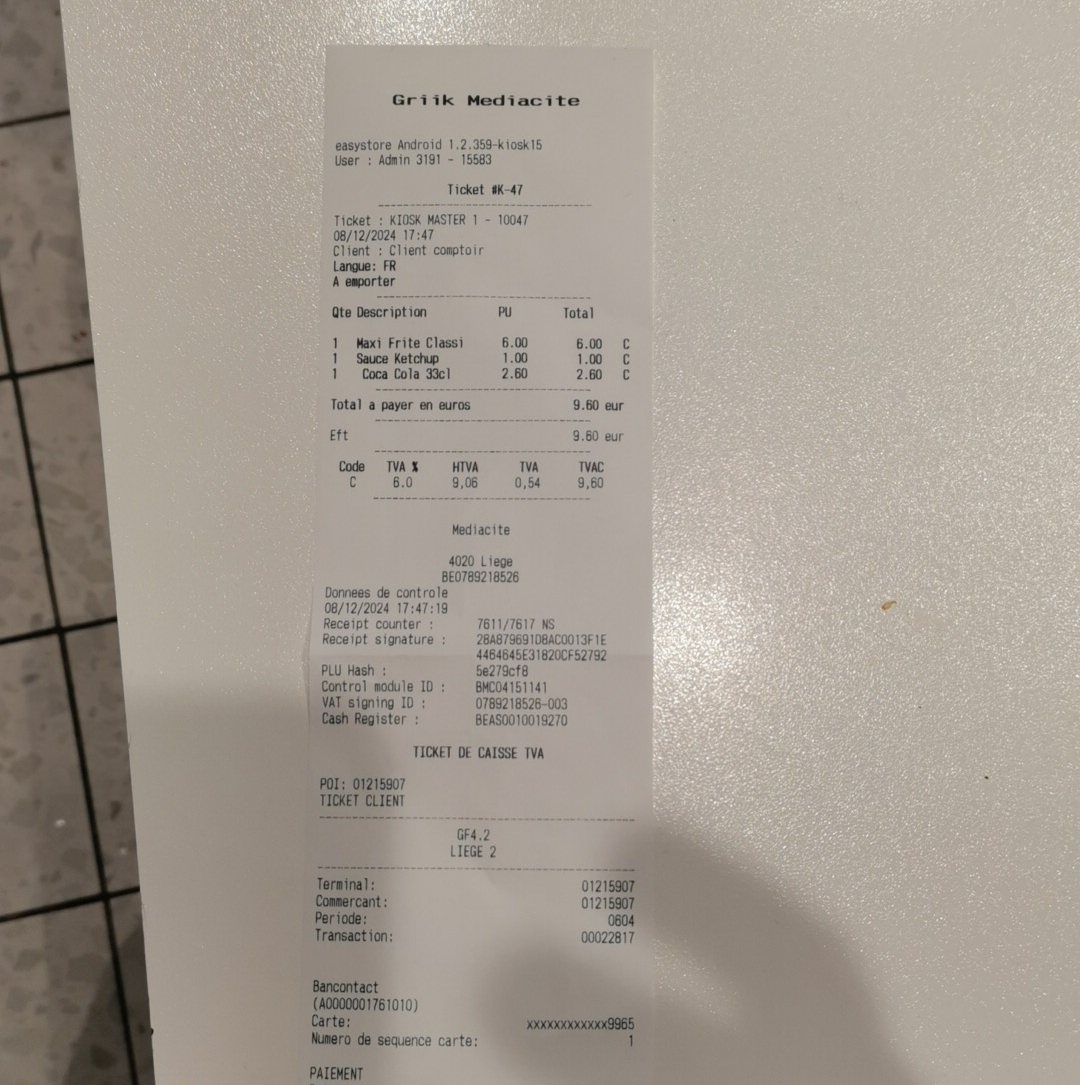 Griik Mediacite
easystore Android 1.2.359-kiosk15
User : Admin 3191 - 15583
Ticket #K-47
Ticket : KIOSK MASTER 1 - 10047
08/12/2024 17:47
Client : Client comptoir
Langue: FR
A emporter
Qte Description PU Total
1 Maxi Frite Classi 6.00 6.00 C
1 Sauce Ketchup 1.00 1.00 C
1 Coca Cola 33cl 2.60 2.60 C
Total a payer en euros 9.60 eur
Eft 9.60 eur
Code TVA % HTVA TVA TVAC
C 6.0 9,06 0,54 9,60
Mediacite
4020 Liege
BE0789218526
Donnees de controle
08/12/2024 17:47:19
Receipt counter : 7611/7617 NS
Receipt signature : 28A879691D8AC0013F1E
4464645E31820CF52792
PLU Hash : 5e279cf8
Control module ID : BMC04151141
VAT signing ID : 0789218526-003
Cash Register : BEAS0010019270
TICKET DE CAISSE TVA
POI: 01215907
TICKET CLIENT
GF4.2
LIEGE 2
Terminal: 01215907
Commercant: 01215907
Periode: 0604
Transaction: 00022817
Bancontact
(A0000001761010)
Carte: xxxxxxxxxxxx9965
Numero de sequence carte: 1
PAIEMENT